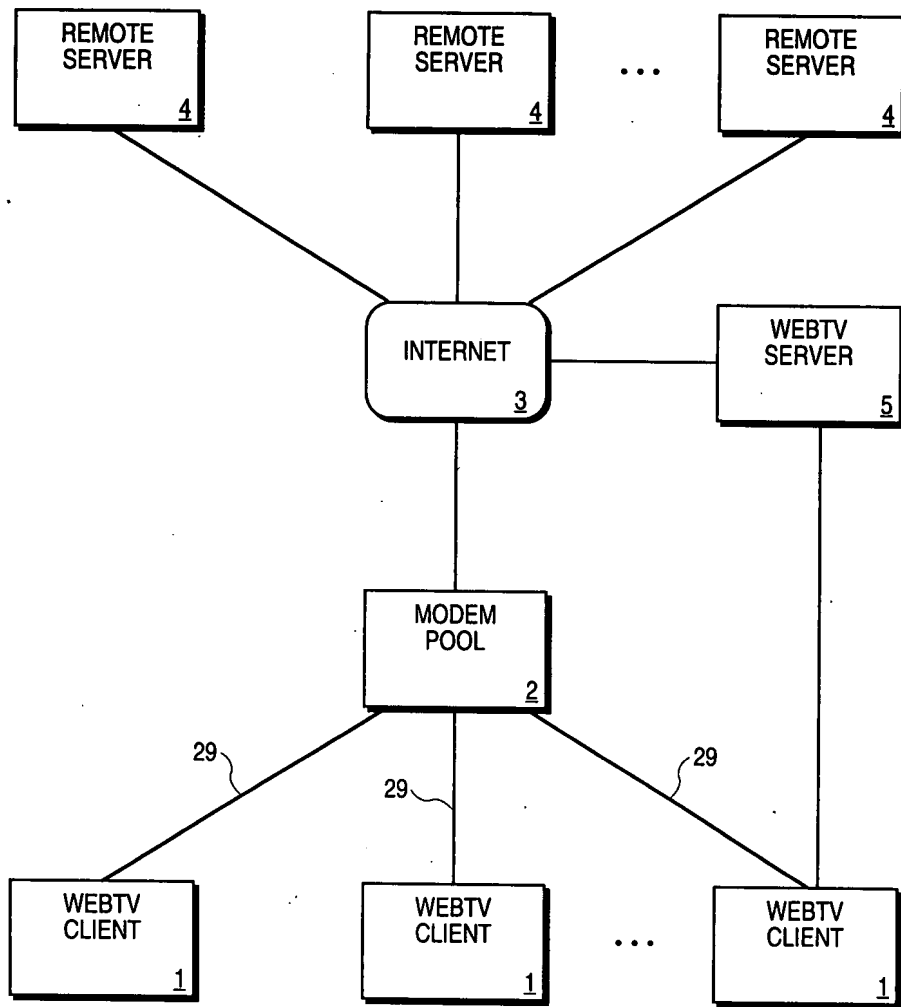 REMOTE
SERVER
4
REMOTE
SERVER
4
...
REMOTE
SERVER
4
INTERNET
3
WEBTV
SERVER
5
MODEM
POOL
2
29
29
29
WEBTV
CLIENT
1
WEBTV
CLIENT
1
...
WEBTV
CLIENT
1